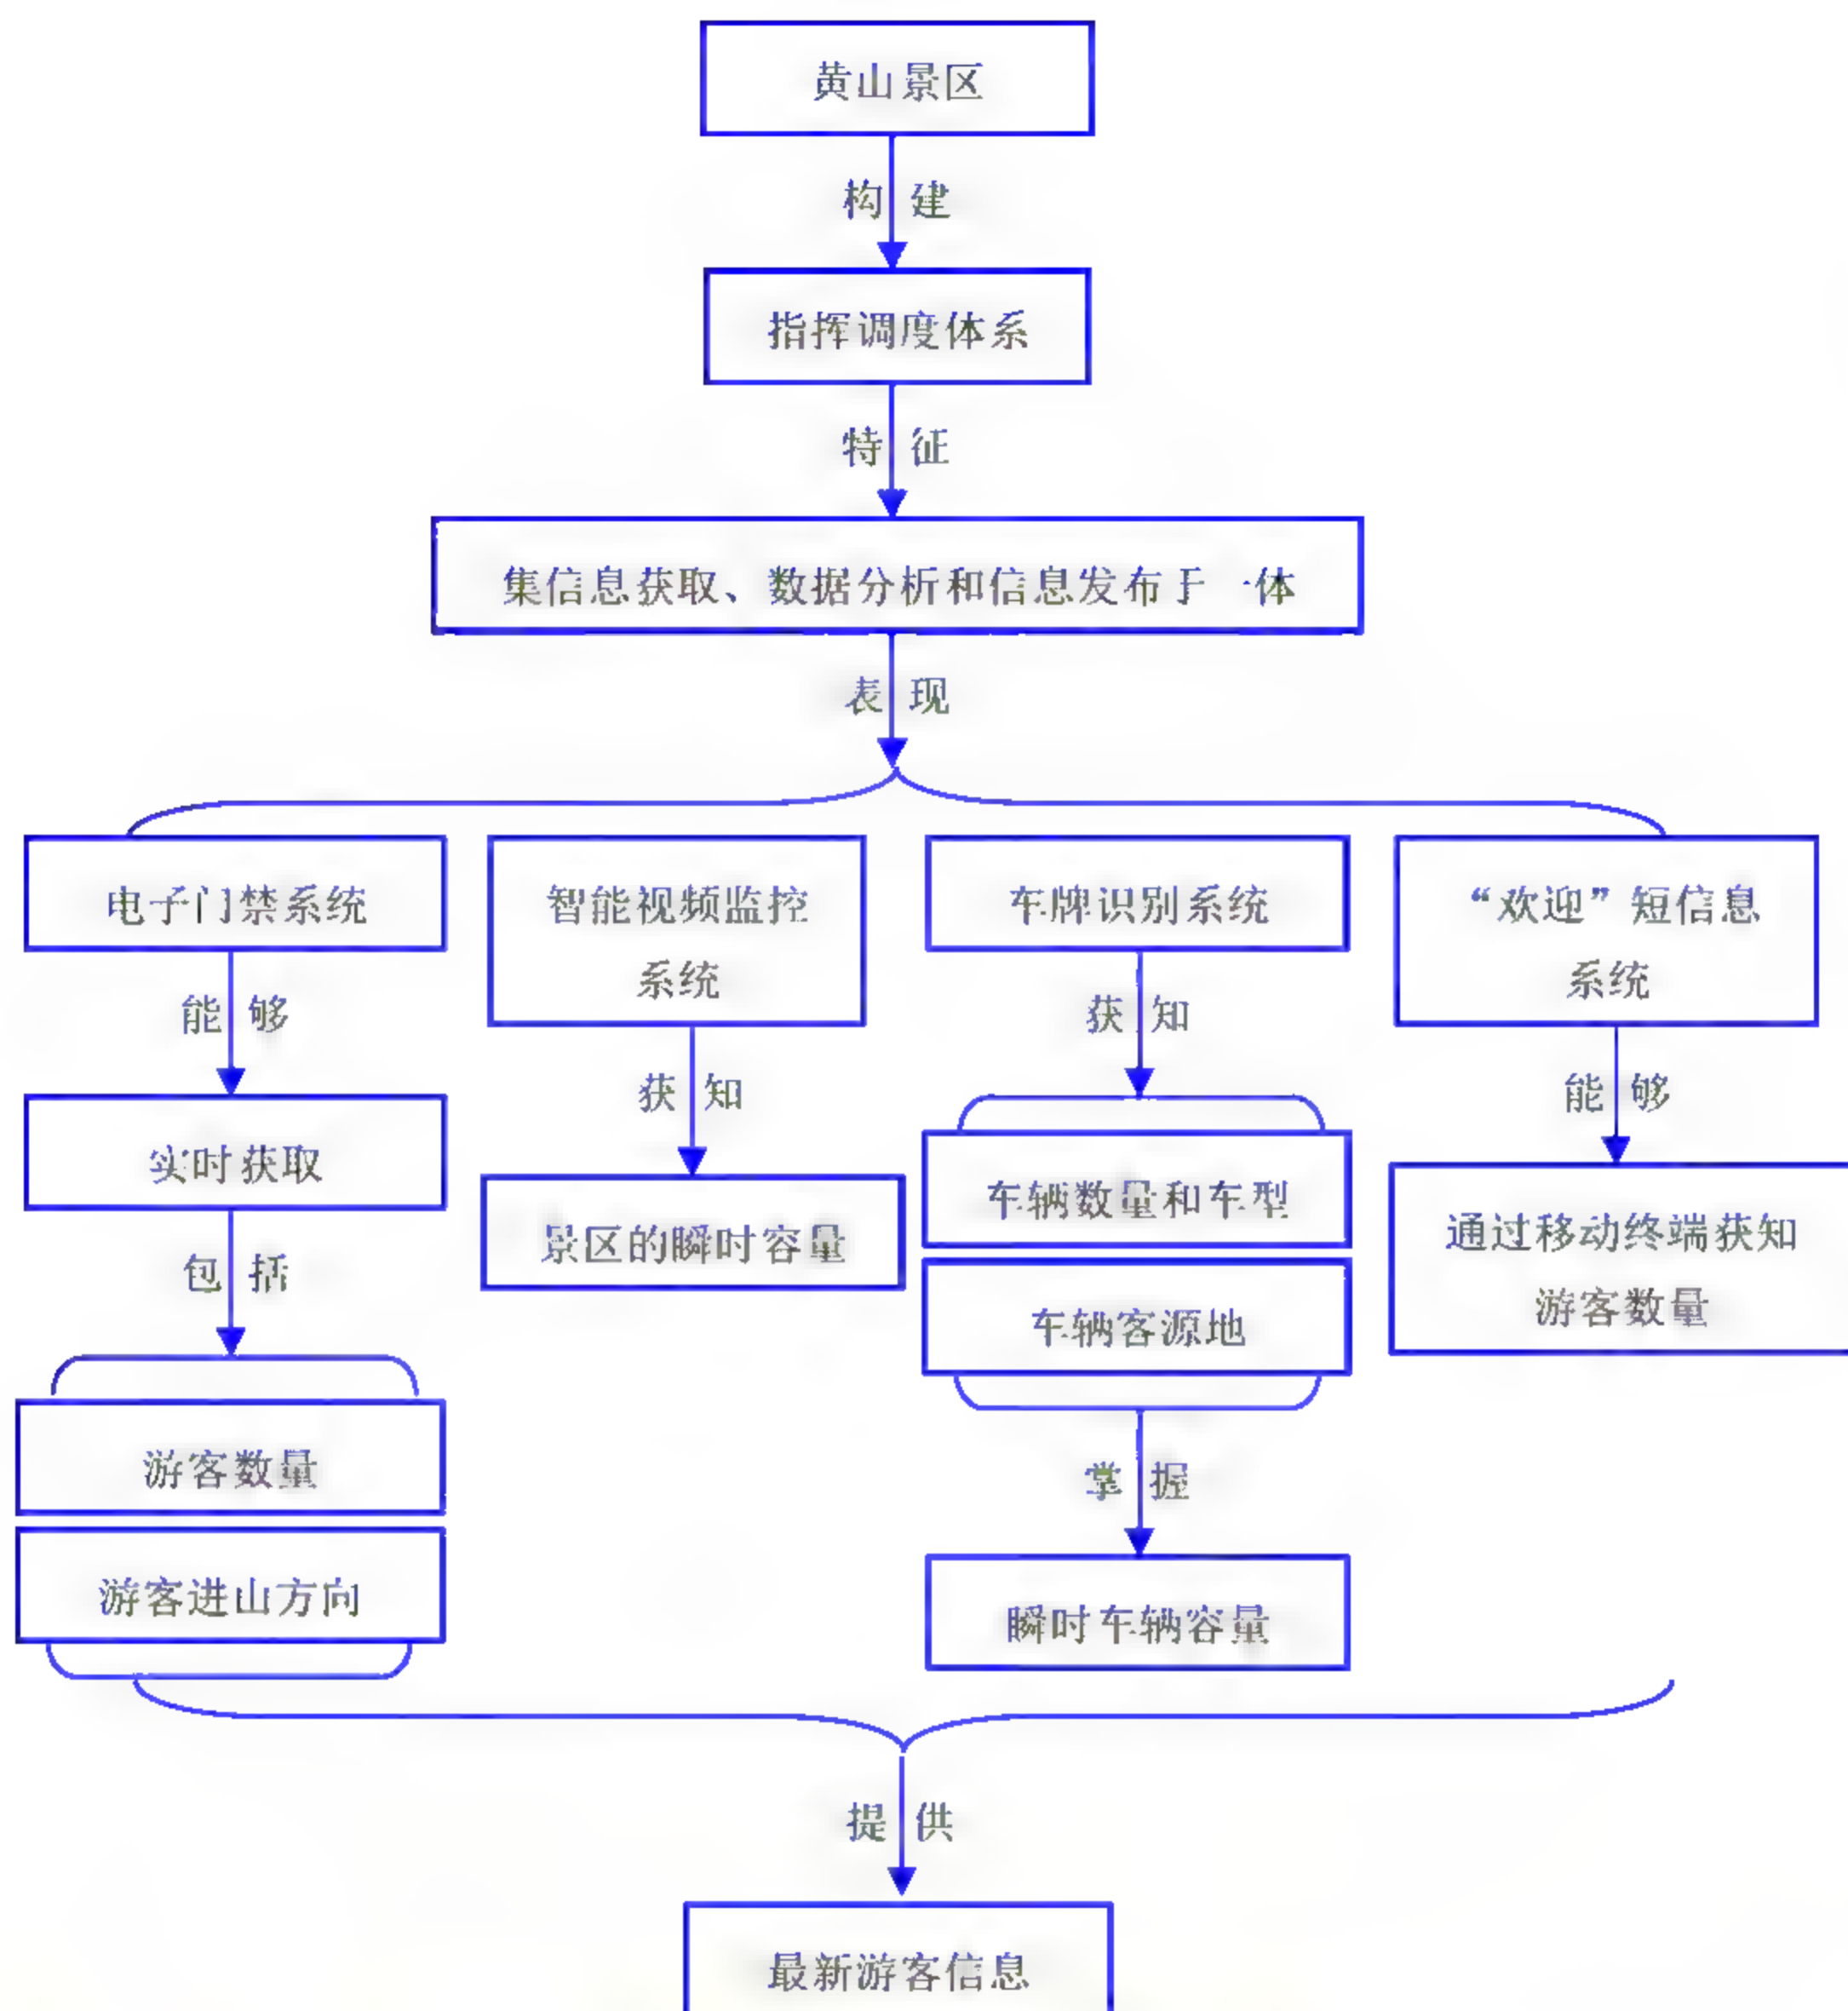 黄山景区
构建
指挥调度体系
特征
集信息获取、数据分析和信息发布于一体
表现
电子门禁系统
智能视频监控
系统
车牌识别系统
“欢迎”短信息
系统
能够
获知
获知
能够
实时获取
景区的瞬时容量
车辆数量和车型
车辆客源地
通过移动终端获知
游客数量
包括
游客数量
游客进山方向
掌握
瞬时车辆容量
提供
最新游客信息